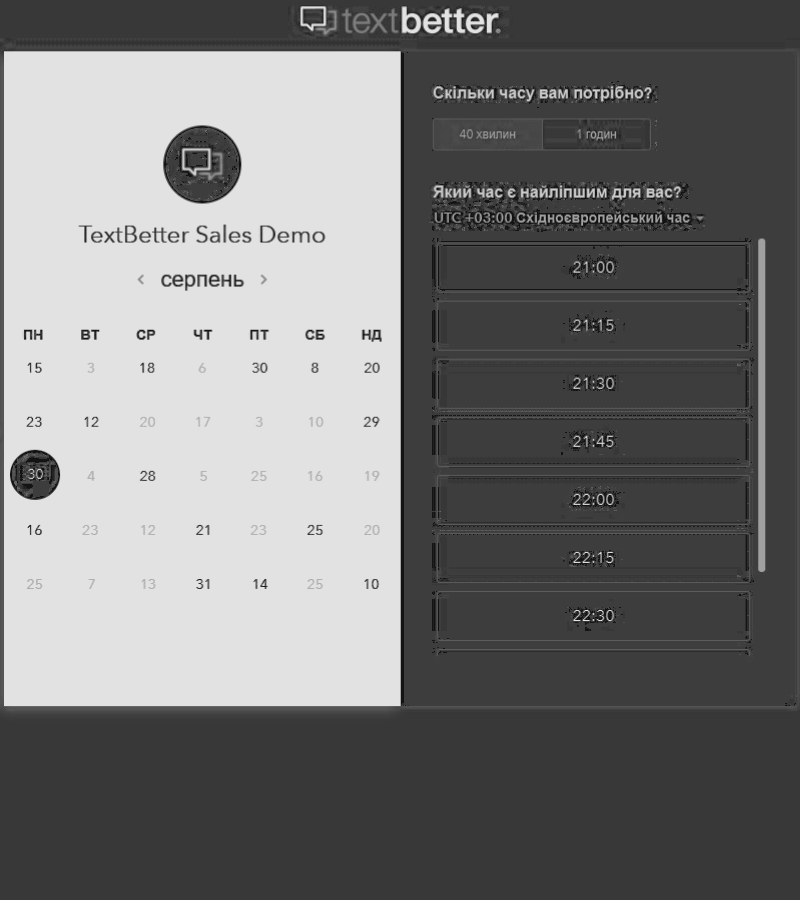 textbetter.
TextBetter Sales Demo
‹ серпень ›
ПН ВТ СР ЧТ ПТ СБ НД
15 3 18 6 30 8 20
23 12 20 17 3 10 29
30 4 28 5 25 16 19
16 23 12 21 23 25 20
25 7 13 31 14 25 10
Скільки часу вам потрібно?
40 хвилин 1 годин
Який час є найліпшим для вас?
UTC +03:00 Східноєвропейський час
21:00
21:15
21:30
21:45
22:00
22:15
22:30